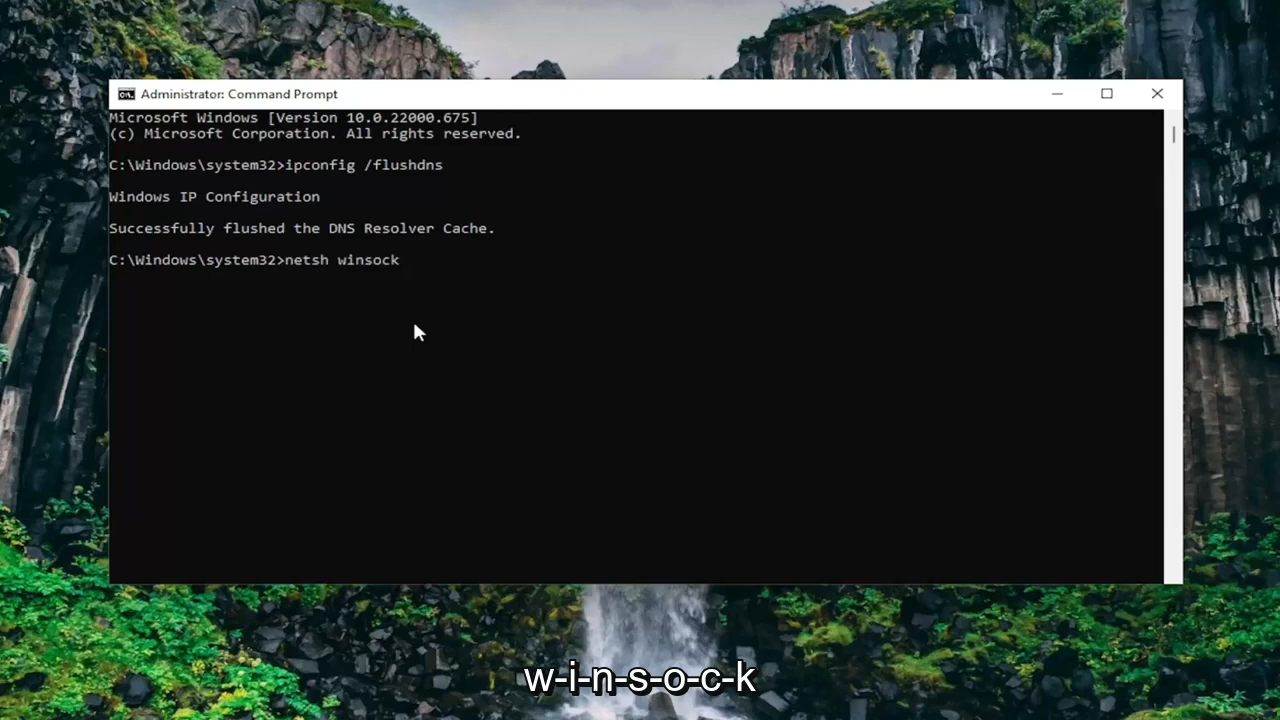 Administrator: Command Prompt
Microsoft Windows [Version 10.0.22000.675]
(c) Microsoft Corporation. All rights reserved.
C:\Windows\system32>ipconfig /flushdns
Windows IP Configuration
Successfully flushed the DNS Resolver Cache.
C:\Windows\system32>netsh winsock
w-i-n-s-o-c-k